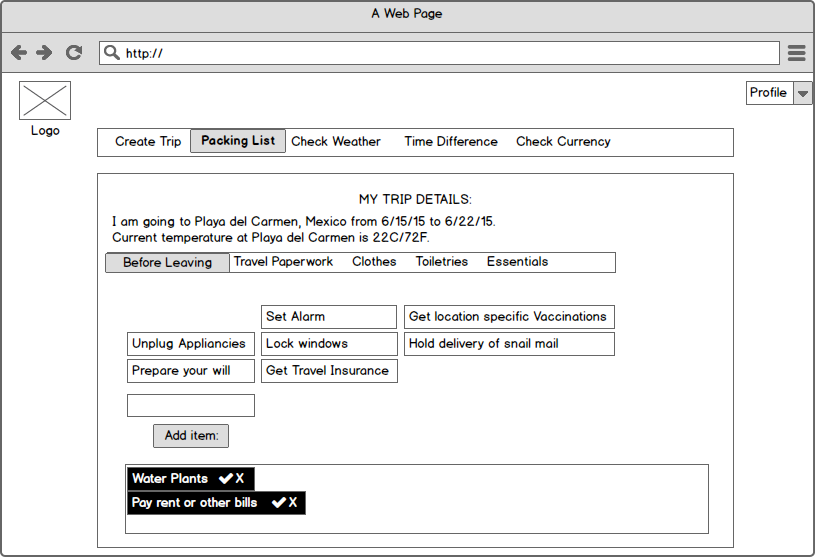 A Web Page
http://
Profile
Logo
Create Trip Packing List Check Weather Time Difference Check Currency
MY TRIP DETAILS:
I am going to Playa del Carmen, Mexico from 6/15/15 to 6/22/15.
Current temperature at Playa del Carmen is 22C/72F.
Before Leaving Travel Paperwork Clothes Toiletries Essentials
Set Alarm Get location specific Vaccinations
Unplug Appliancies Lock windows Hold delivery of snail mail
Prepare your will Get Travel Insurance
Add item:
Water Plants ✔ X
Pay rent or other bills ✔ X